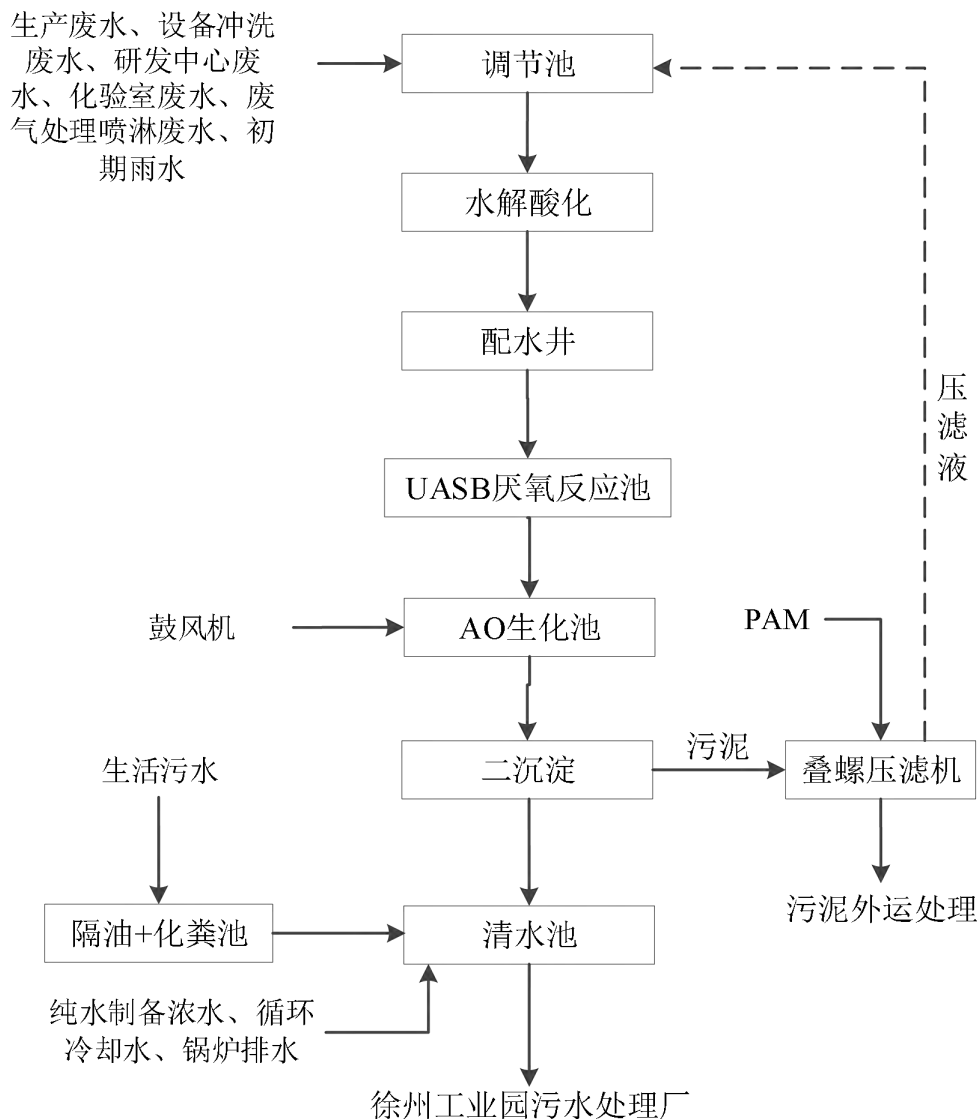 生产废水、设备冲洗
废水、研发中心废
水、化验室废水、废
气处理喷淋废水、初
期雨水
调节池
水解酸化
配水井
压滤液
UASB厌氧反应池
鼓风机
AO生化池
PAM
生活污水
二沉淀
污泥
叠螺压滤机
隔油+化粪池
清水池
污泥外运处理
纯水制备浓水、循环
冷却水、锅炉排水
徐州工业园污水处理厂